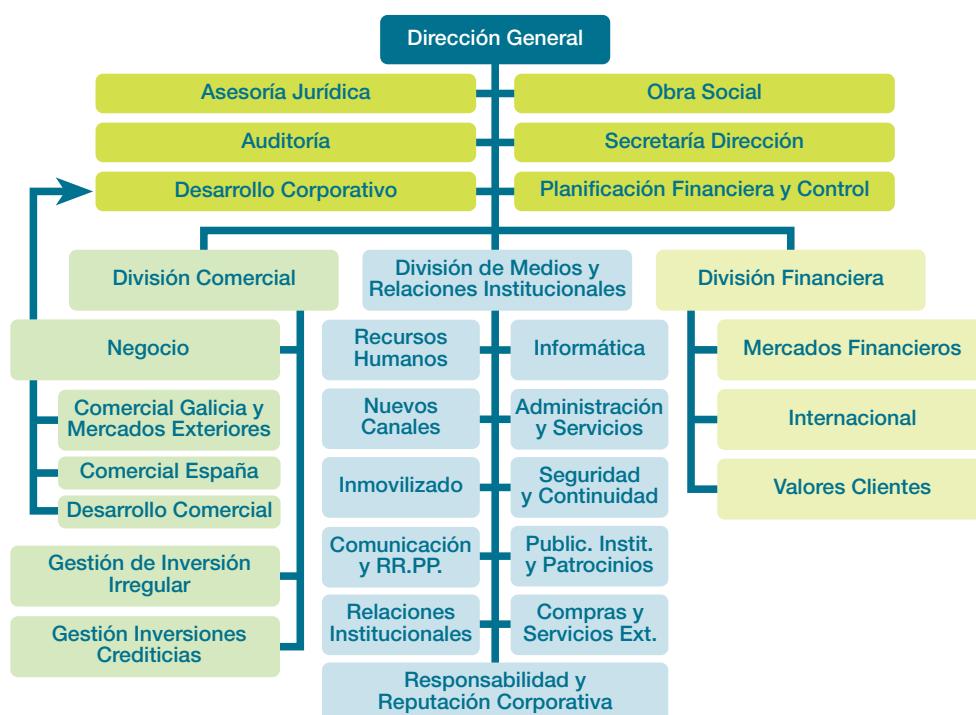 Dirección General
Asesoría Jurídica
Obra Social
Auditoría
Secretaría Dirección
Desarrollo Corporativo
Planificación Financiera y Control
División Comercial
División de Medios y
Relaciones Institucionales
División Financiera
Negocio
Comercial Galicia y
Mercados Exteriores
Comercial España
Desarrollo Comercial
Gestión de Inversión
Irregular
Gestión Inversiones
Crediticias
Recursos
Humanos
Informática
Nuevos
Canales
Administración
y Servicios
Inmovilizado
Seguridad
y Continuidad
Comunicación
y RR.PP.
Public. Instit.
y Patrocinios
Relaciones
Institucionales
Compras y
Servicios Ext.
Responsabilidad y
Reputación Corporativa
Mercados Financieros
Internacional
Valores Clientes